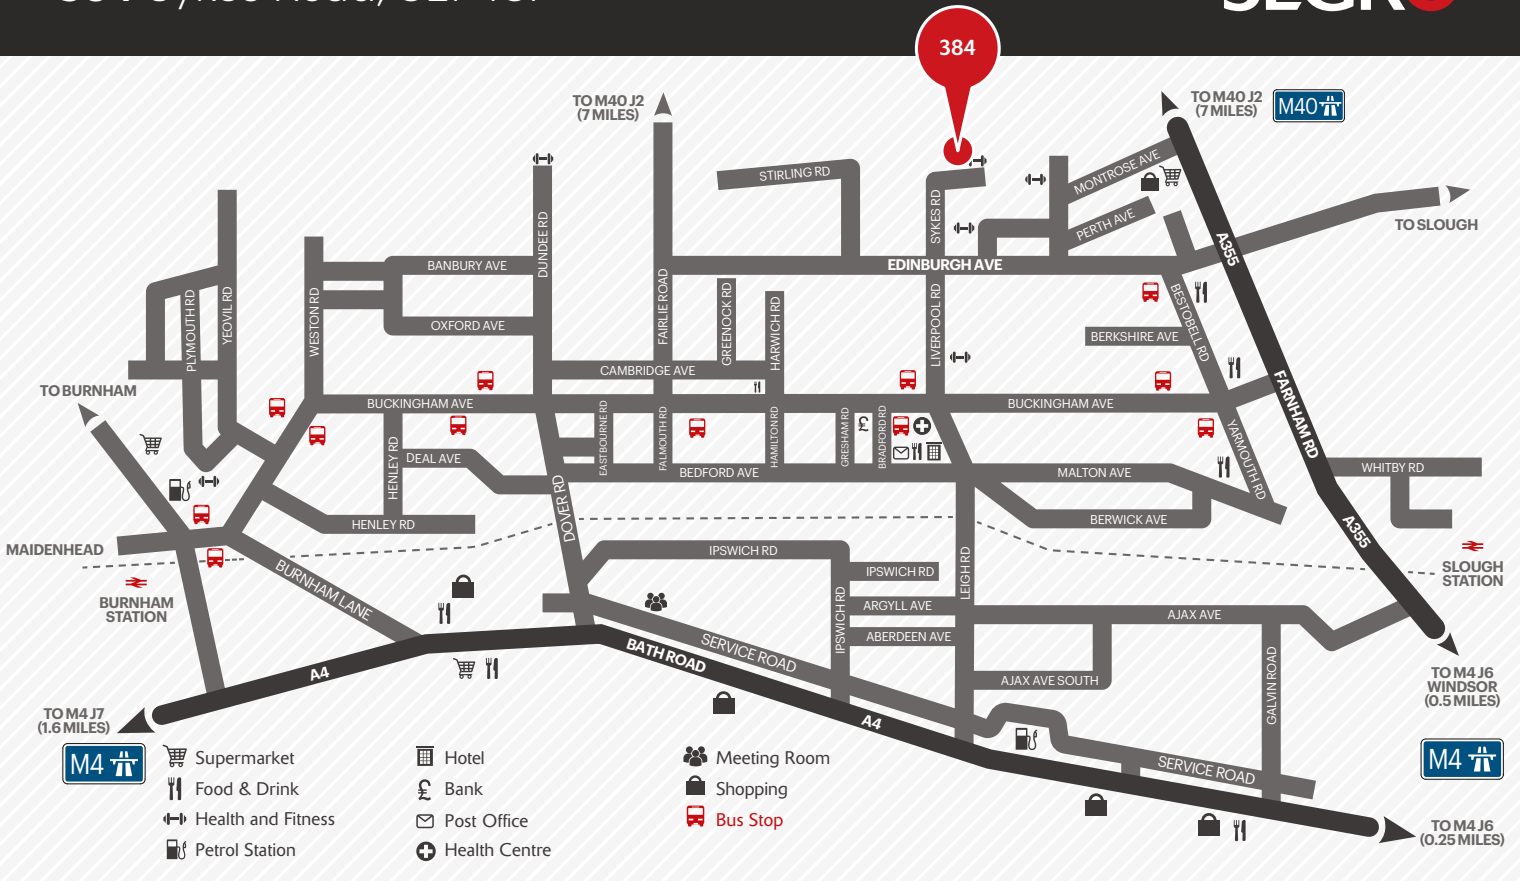 384
TO M40 J2
(7 MILES)
TO M40 J2
(7 MILES)
M40
STIRLING RD
MONTROSE AVE
PERTH AVE
SYKES RD
TO SLOUGH
A355
DUNDEE RD
BANBURY AVE
EDINBURGH AVE
FAIRLIE ROAD
GREENOCK RD
HARWICH RD
LIVERPOOL RD
BESTOBELL RD
PLYMOUTH RD
YEOVIL RD
WESTON RD
OXFORD AVE
BERKSHIRE AVE
CAMBRIDGE AVE
TO BURNHAM
BUCKINGHAM AVE
BUCKINGHAM AVE
FARNHAM RD
EASTBOURNE RD
FALMOUTH RD
HAMILTON RD
GRESHAM RD
BRADFORD RD
YARMOUTH RD
HENLEY RD
DEAL AVE
BEDFORD AVE
MALTON AVE
WHITBY RD
DOVER RD
HENLEY RD
BERWICK AVE
A355
MAIDENHEAD
IPSWICH RD
IPSWICH RD
LEIGH RD
SLOUGH
STATION
BURNHAM
STATION
BURNHAM LANE
IPSWICH RD
ARGYLL AVE
AJAX AVE
ABERDEEN AVE
SERVICE ROAD
BATH ROAD
A4
AJAX AVE SOUTH
GALVIN ROAD
TO M4 J6
WINDSOR
(0.5 MILES)
TO M4 J7
(1.6 MILES)
M4
A4
SERVICE ROAD
M4
TO M4 J6
(0.25 MILES)
Supermarket
Food & Drink
Health and Fitness
Petrol Station
Hotel
Bank
Post Office
Health Centre
Meeting Room
Shopping
Bus Stop